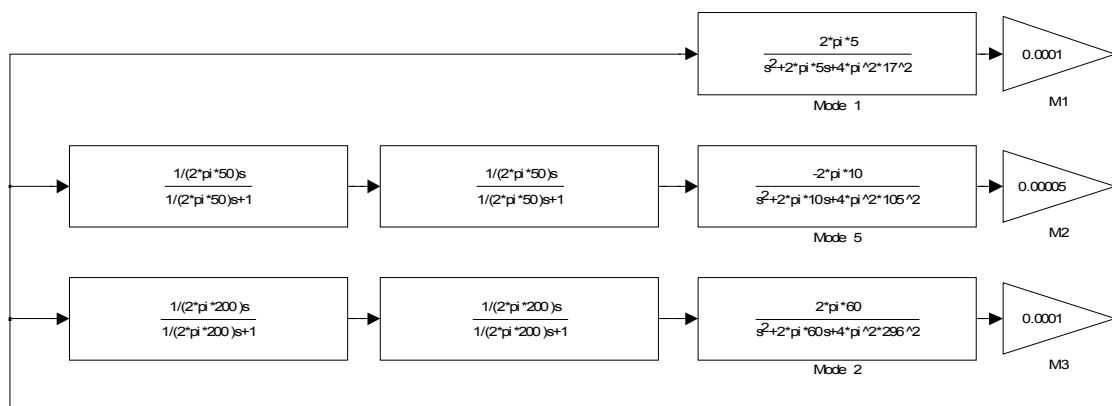 2*pi*5
s^2+2*pi*5s+4*pi^2*17^2
0.0001
Mode 1
M1
1/(2*pi*50)s
1/(2*pi*50)s+1
1/(2*pi*50)s
1/(2*pi*50)s+1
-2*pi*10
s^2+2*pi*10s+4*pi^2*105^2
0.00005
Mode 5
M2
1/(2*pi*200)s
1/(2*pi*200)s+1
1/(2*pi*200)s
1/(2*pi*200)s+1
2*pi*60
s^2+2*pi*60s+4*pi^2*296^2
0.0001
Mode 2
M3